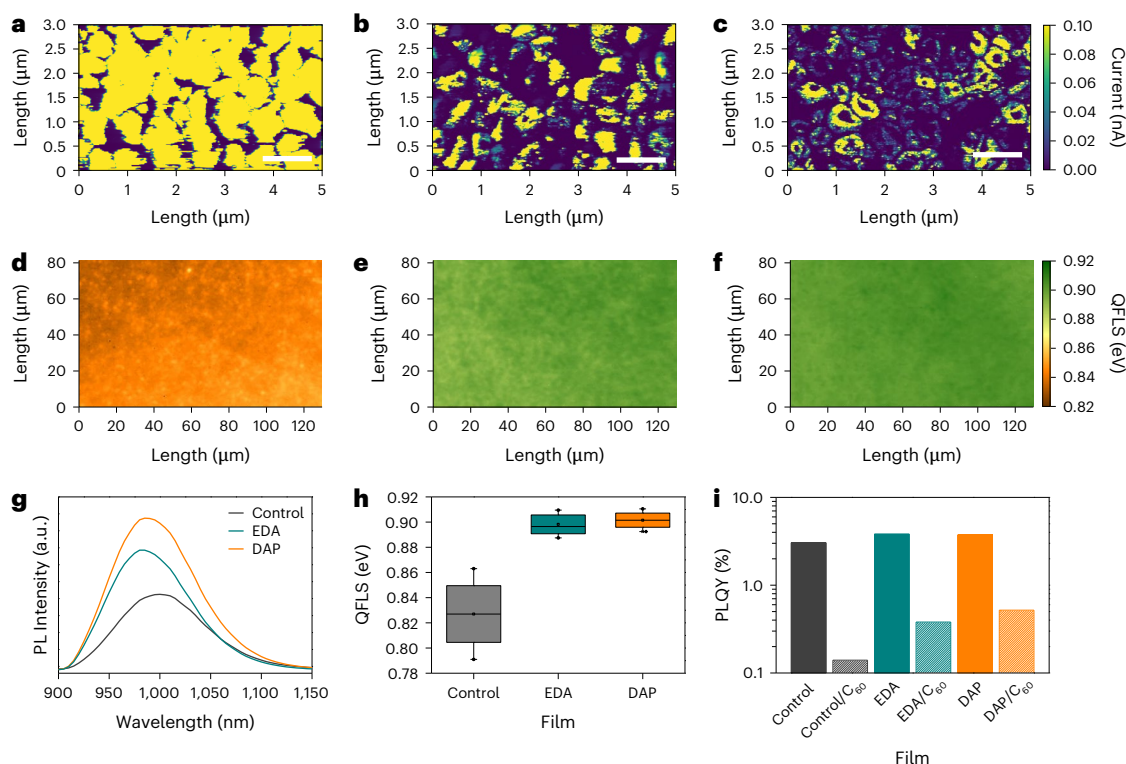 a
3.0
2.5
2.0
1.5
1.0
0.5
0
Length (μm)
0 1 2 3 4 5
Length (μm)
b
3.0
2.5
2.0
1.5
1.0
0.5
0
Length (μm)
0 1 2 3 4 5
Length (μm)
c
3.0
2.5
2.0
1.5
1.0
0.5
0
Length (μm)
0 1 2 3 4 5
Length (μm)
0.10
0.08
0.06
0.04
0.02
0.00
Current (nA)
d
80
60
40
20
0
Length (μm)
0 20 40 60 80 100 120
Length (μm)
e
80
60
40
20
0
Length (μm)
0 20 40 60 80 100 120
Length (μm)
f
80
60
40
20
0
Length (μm)
0 20 40 60 80 100 120
Length (μm)
0.92
0.90
0.88
0.86
0.84
0.82
QFLS (eV)
g
PL Intensity (a.u.)
Control
EDA
DAP
900 950 1,000 1,050 1,100 1,150
Wavelength (nm)
h
0.92
0.90
0.88
0.86
0.84
0.82
0.80
0.78
QFLS (eV)
Control EDA DAP
Film
i
10.0
1.0
0.1
PLQY (%)
Control
Control/C₆₀
EDA
EDA/C₆₀
DAP
DAP/C₆₀
Film